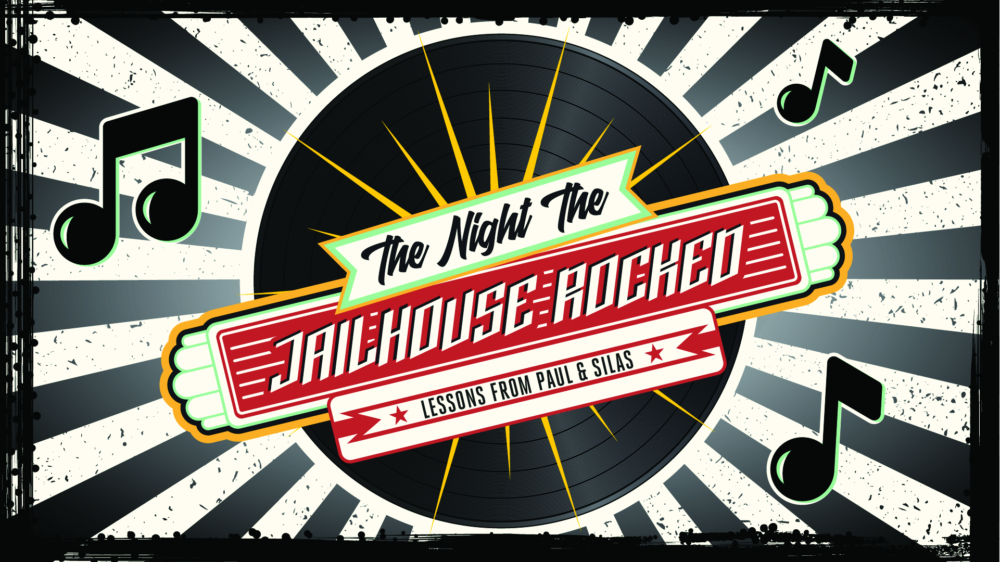 The Night The
JAILHOUSE ROCKED
LESSONS FROM PAUL & SILAS